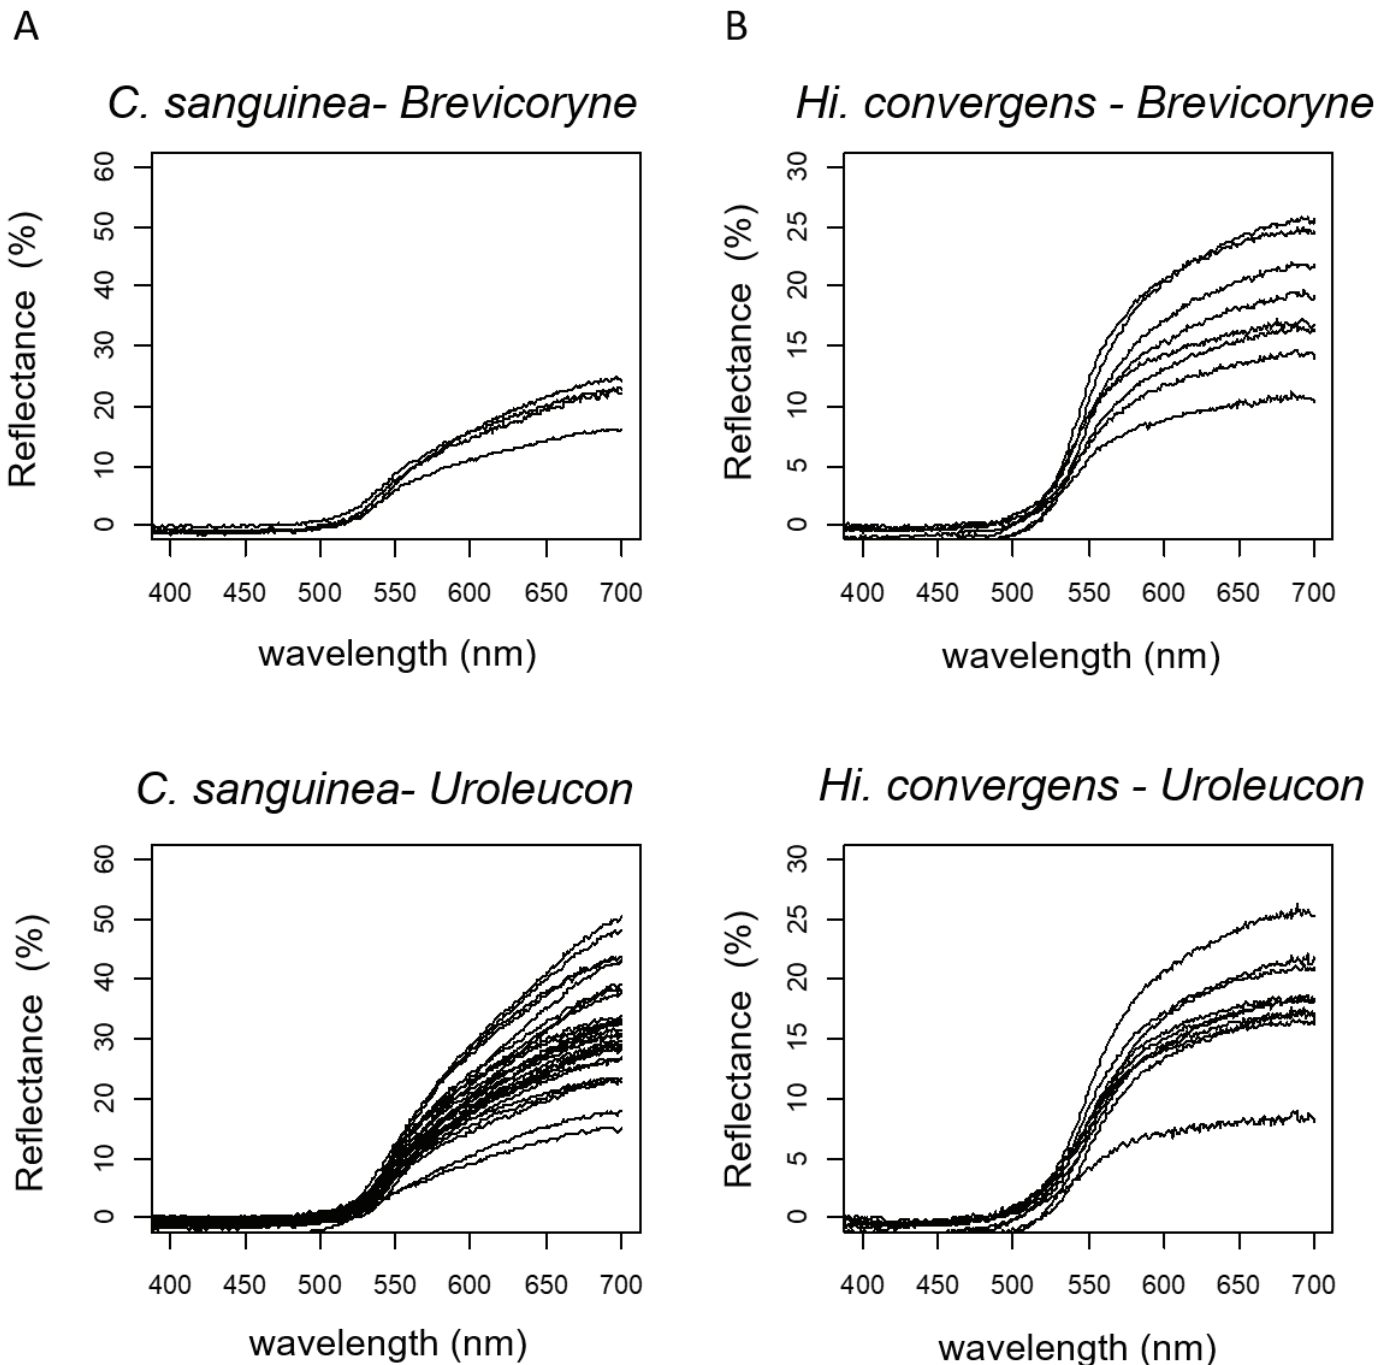 A
B
C. sanguinea- Brevicoryne
Hi. convergens - Brevicoryne
Reflectance (%)
60
50
40
30
20
10
0
400 450 500 550 600 650 700
wavelength (nm)
Reflectance (%)
30
25
20
15
10
5
0
400 450 500 550 600 650 700
wavelength (nm)
C. sanguinea- Uroleucon
Hi. convergens - Uroleucon
Reflectance (%)
60
50
40
30
20
10
0
400 450 500 550 600 650 700
wavelength (nm)
Reflectance (%)
30
25
20
15
10
5
0
400 450 500 550 600 650 700
wavelength (nm)